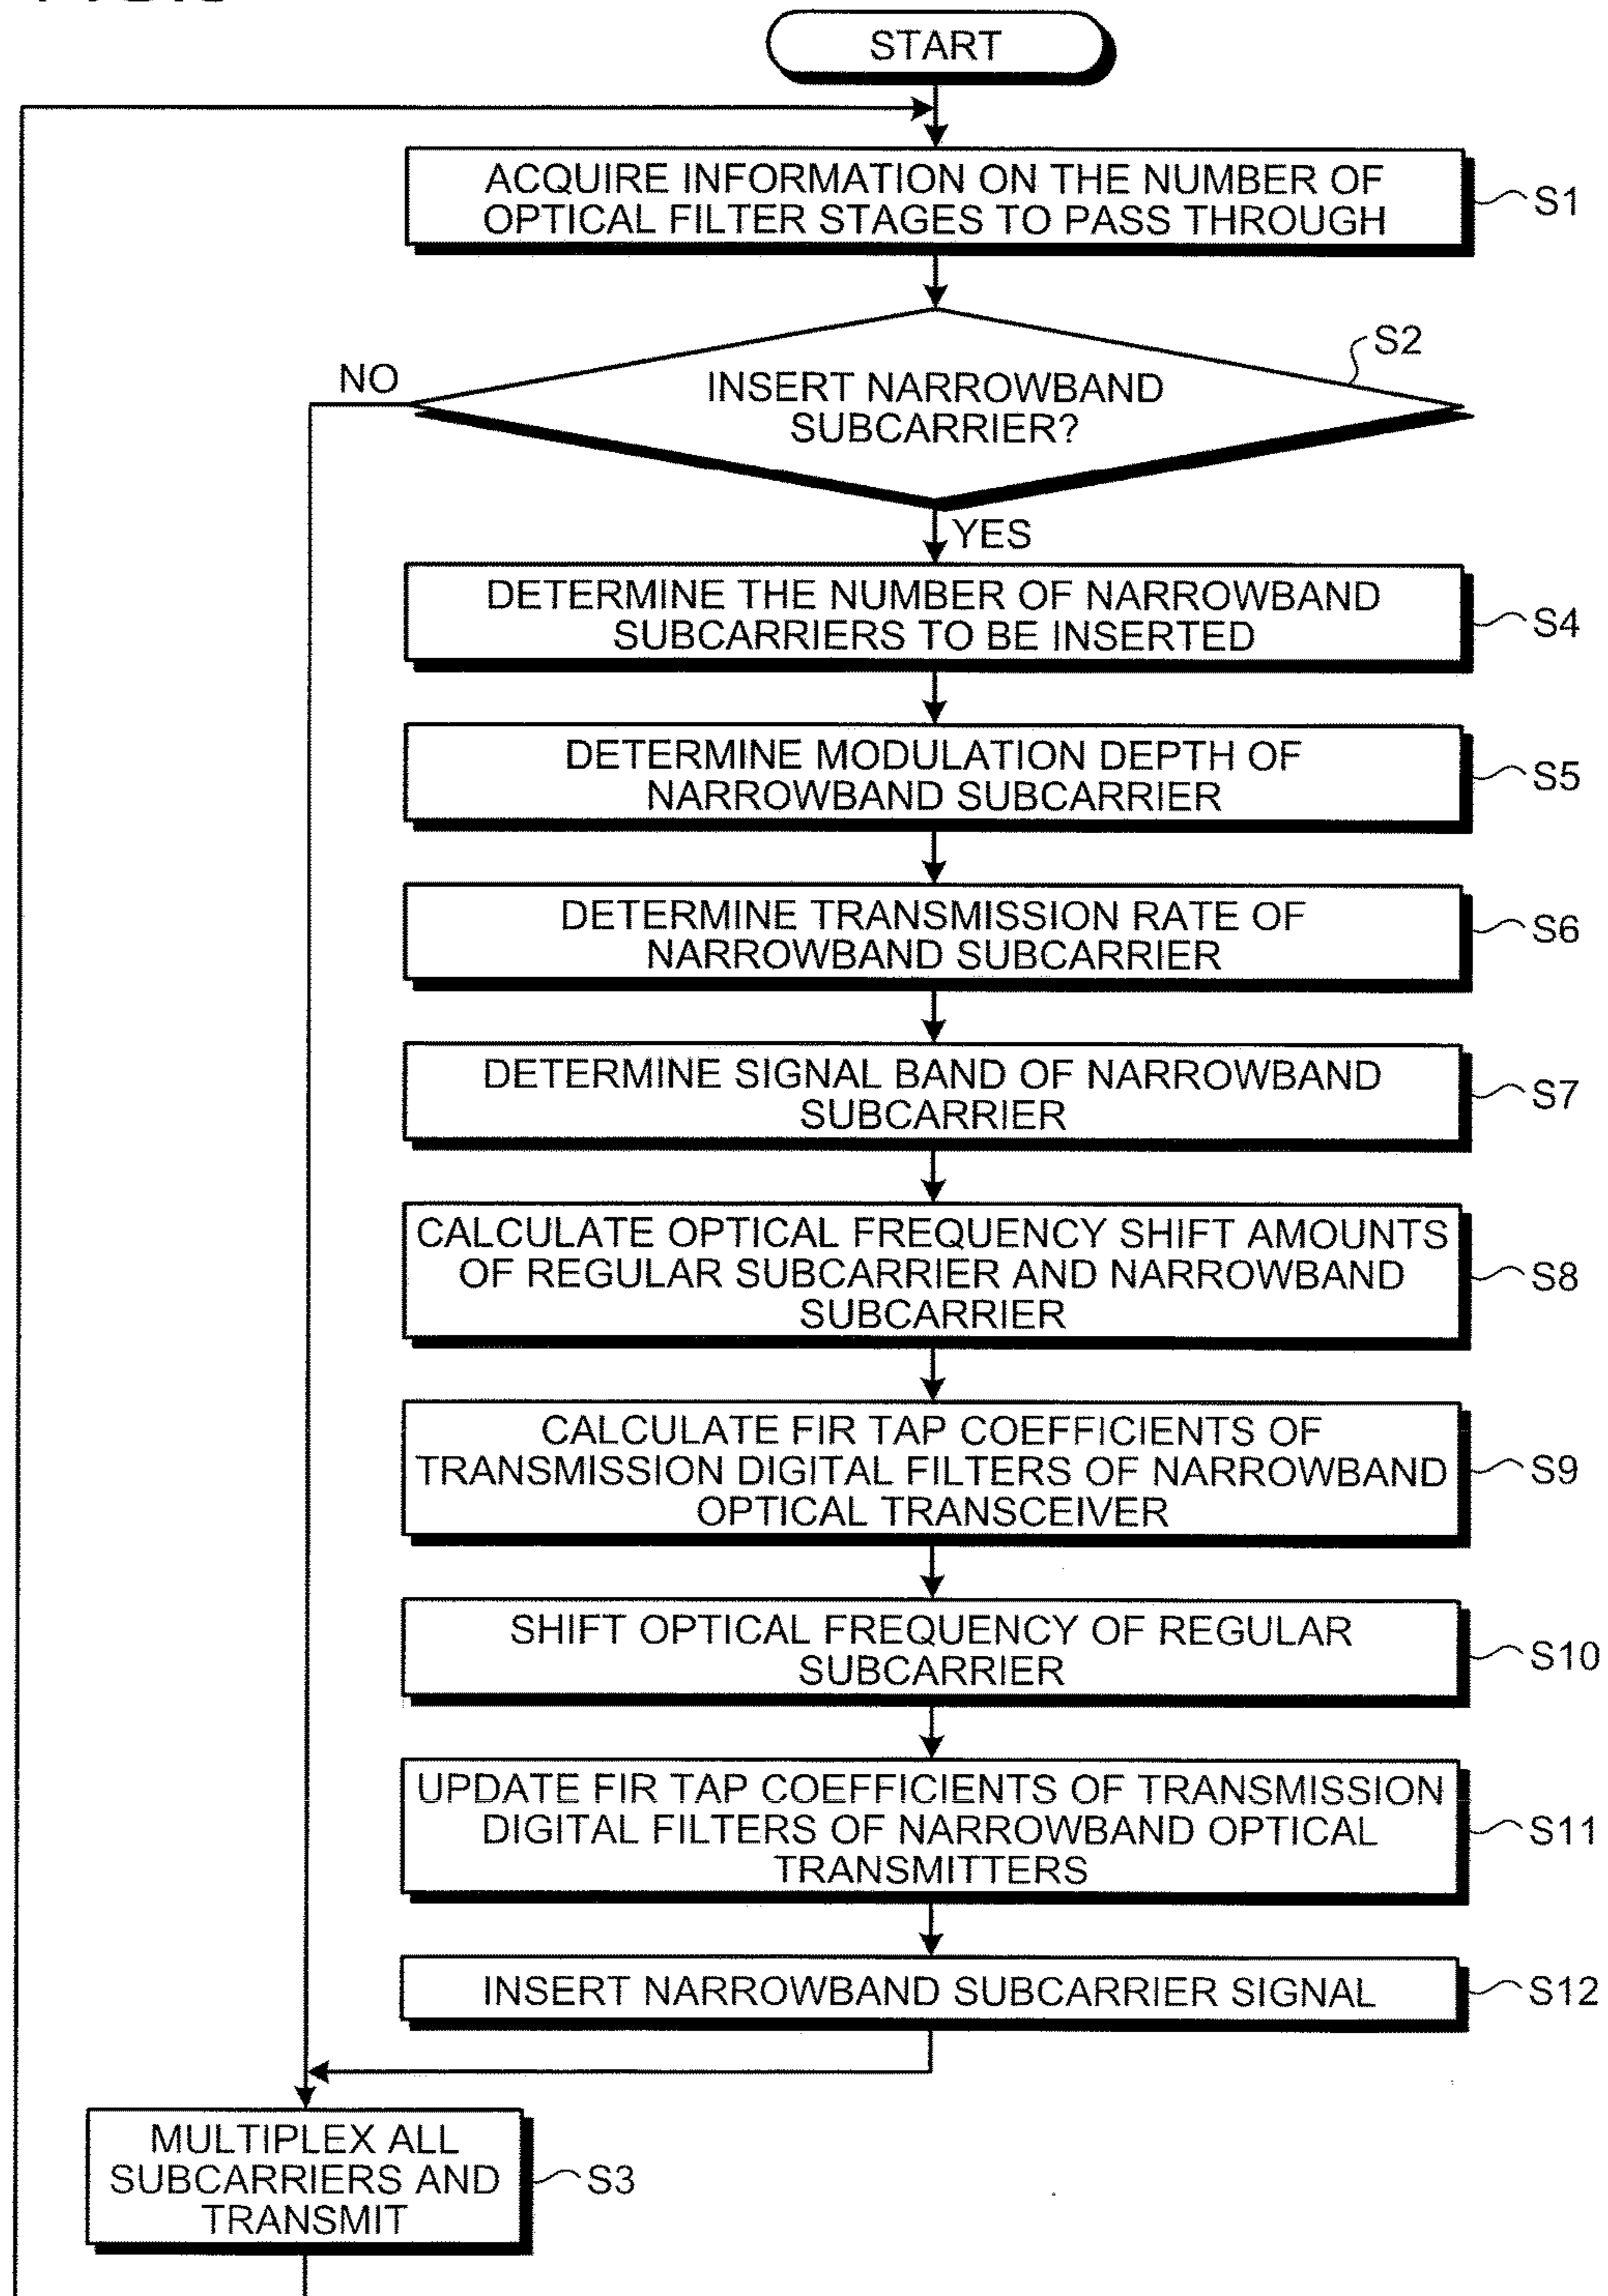 START
ACQUIRE INFORMATION ON THE NUMBER OF
OPTICAL FILTER STAGES TO PASS THROUGH
S1
S2
NO
INSERT NARROWBAND
SUBCARRIER?
YES
DETERMINE THE NUMBER OF NARROWBAND
SUBCARRIERS TO BE INSERTED
S4
DETERMINE MODULATION DEPTH OF
NARROWBAND SUBCARRIER
S5
DETERMINE TRANSMISSION RATE OF
NARROWBAND SUBCARRIER
S6
DETERMINE SIGNAL BAND OF NARROWBAND
SUBCARRIER
S7
CALCULATE OPTICAL FREQUENCY SHIFT AMOUNTS
OF REGULAR SUBCARRIER AND NARROWBAND
SUBCARRIER
S8
CALCULATE FIR TAP COEFFICIENTS OF
TRANSMISSION DIGITAL FILTERS OF NARROWBAND
OPTICAL TRANSCEIVER
S9
SHIFT OPTICAL FREQUENCY OF REGULAR
SUBCARRIER
S10
UPDATE FIR TAP COEFFICIENTS OF TRANSMISSION
DIGITAL FILTERS OF NARROWBAND OPTICAL
TRANSMITTERS
S11
INSERT NARROWBAND SUBCARRIER SIGNAL
S12
MULTIPLEX ALL
SUBCARRIERS AND
TRANSMIT
S3